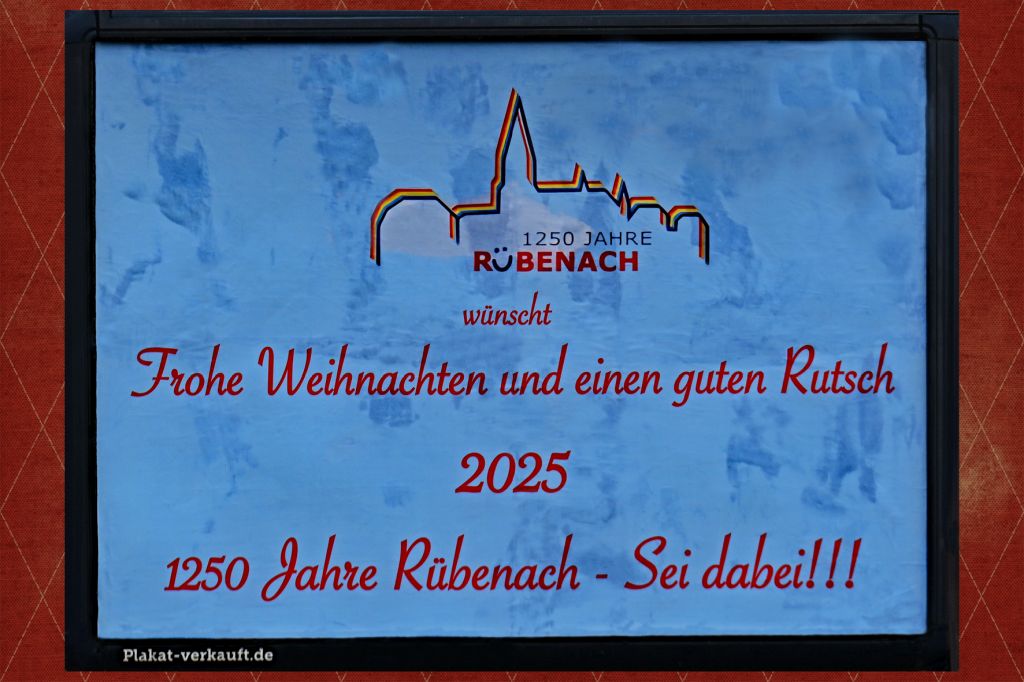 1250 JAHRE
RÜBENACH
wünscht
Frohe Weihnachten und einen guten Rutsch
2025
1250 Jahre Rübenach - Sei dabei!!!
Plakat-verkauft.de